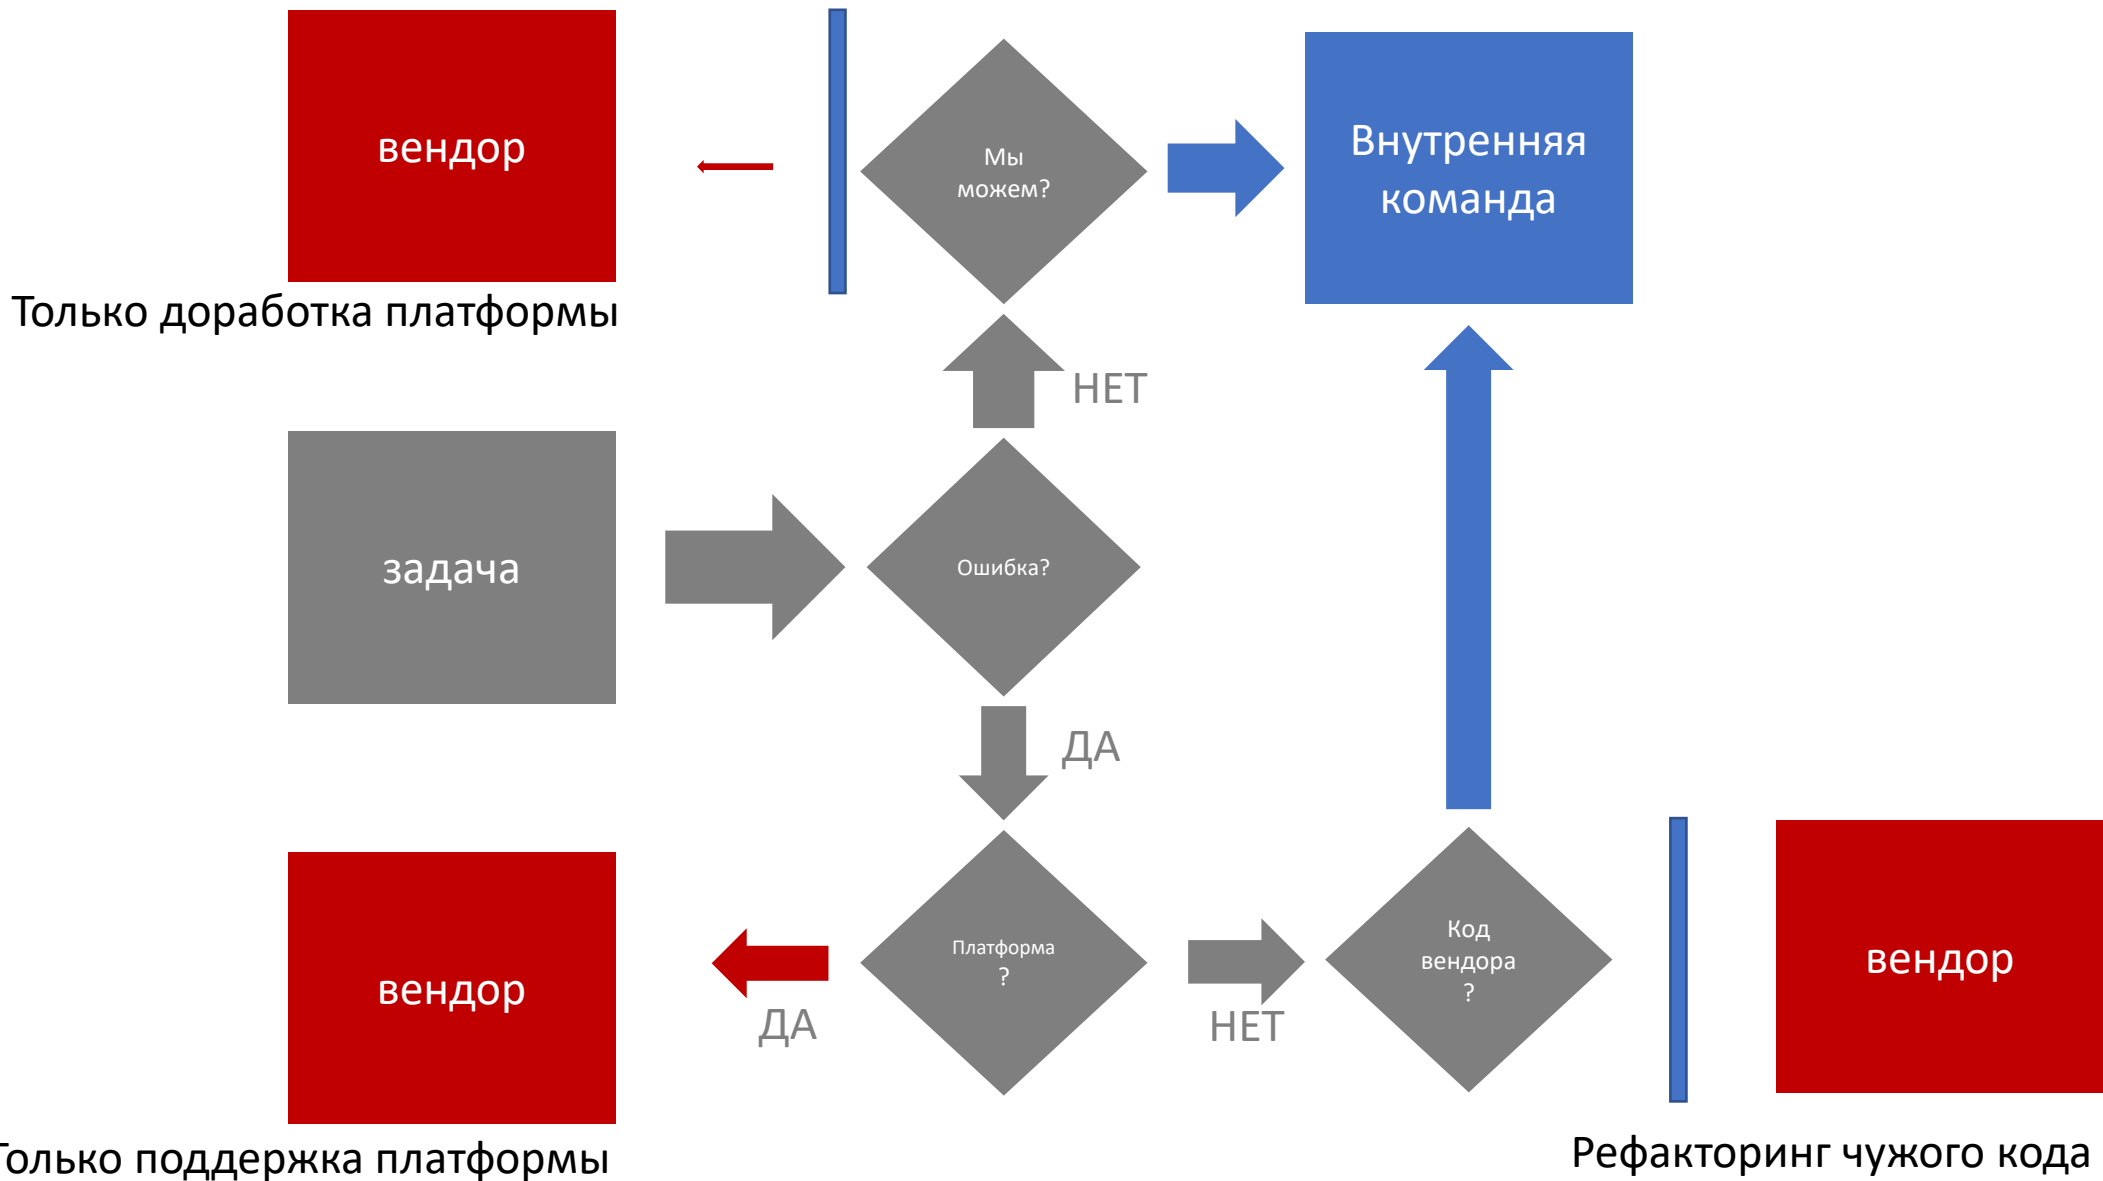 вендор
Мы
можем?
Внутренняя
команда
Только доработка платформы
НЕТ
задача
Ошибка?
ДА
Платформа
?
Код
вендора
?
вендор
вендор
ДА
НЕТ
Только поддержка платформы
Рефакторинг чужого кода